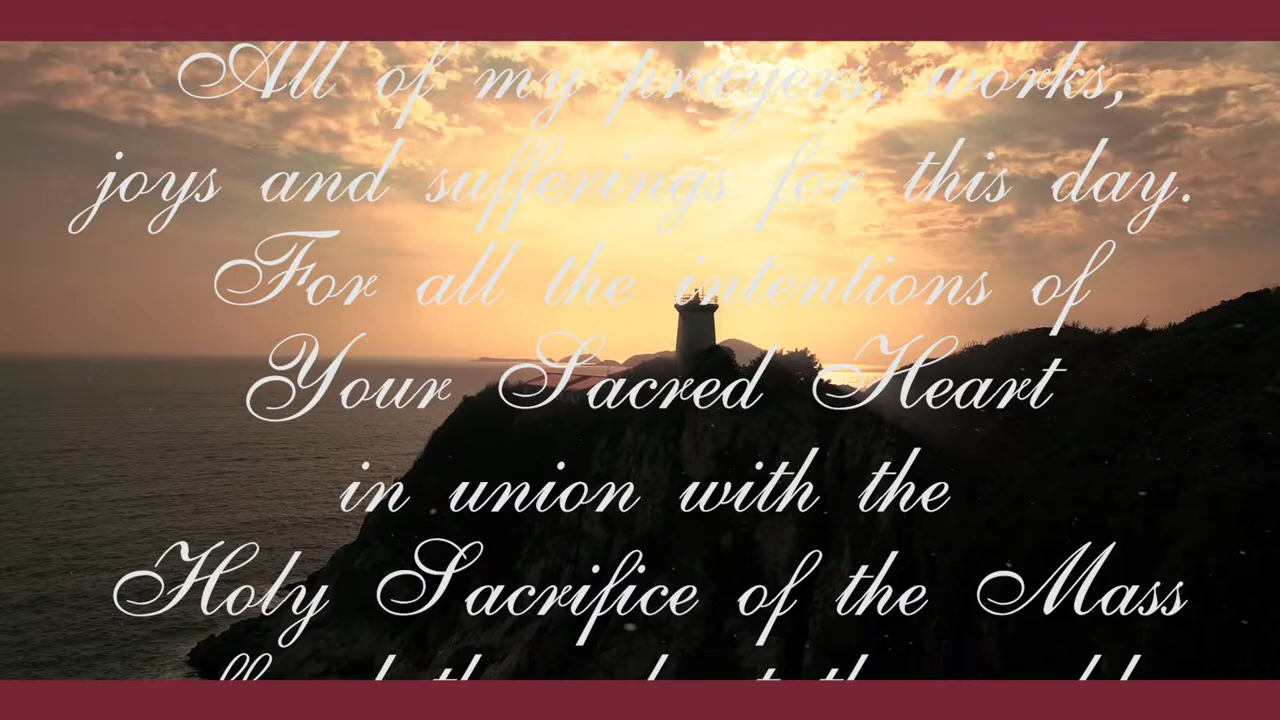 All of my prayers, works,
joys and sufferings for this day.
For all the intentions of
Your Sacred Heart
in union with the
Holy Sacrifice of the Mass